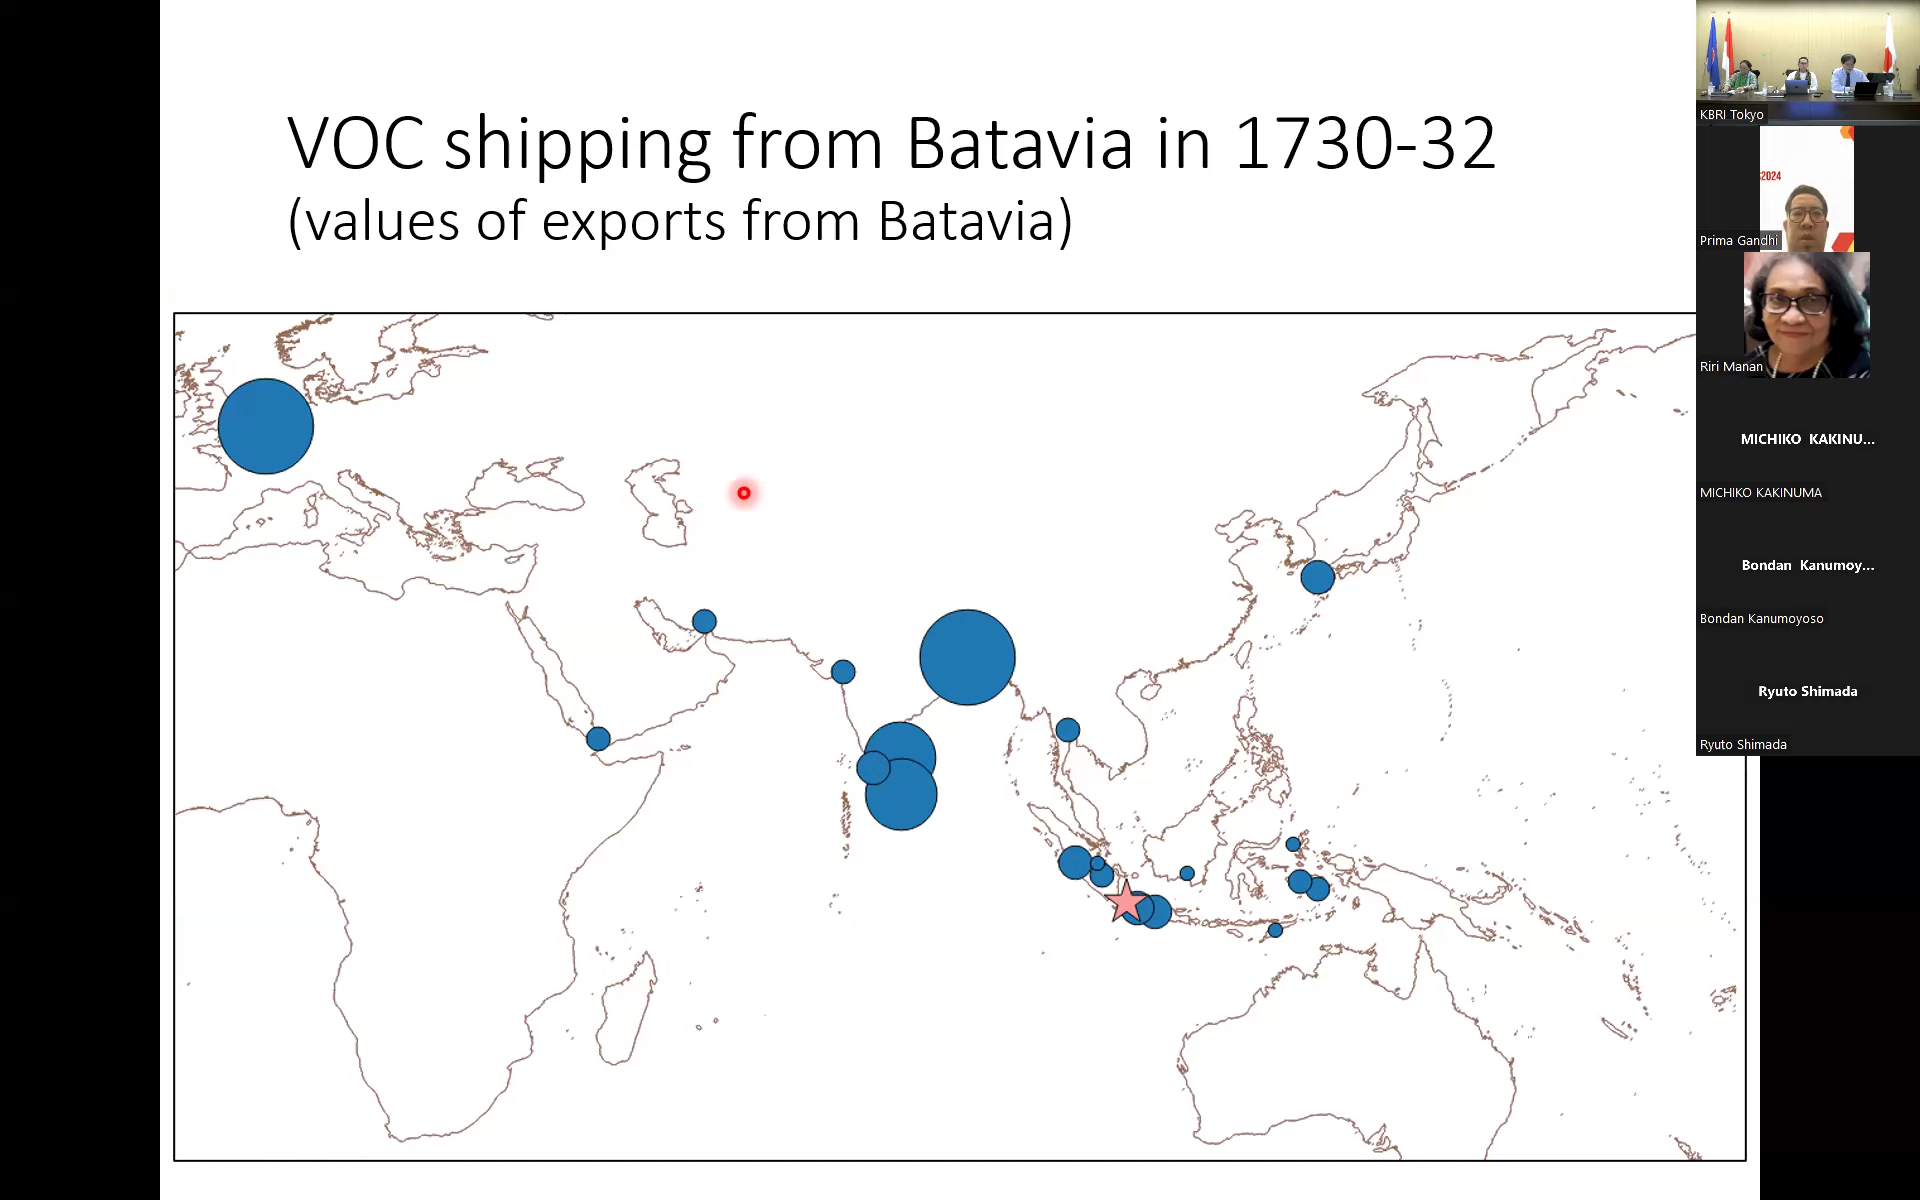 VOC shipping from Batavia in 1730-32
(values of exports from Batavia)
KBRI Tokyo
S2024
Prima Gandhi
Riri Manan
MICHIKO KAKINU...
MICHIKO KAKINUMA
Bondan Kanumoy...
Bondan Kanumoyoso
Ryuto Shimada
Ryuto Shimada